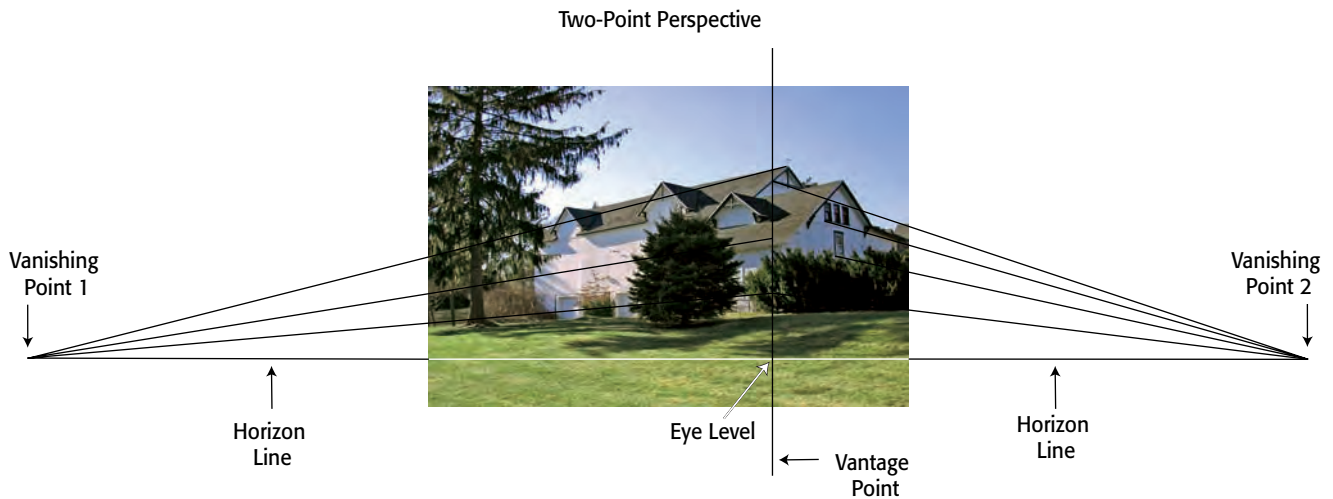 Two-Point Perspective
Vanishing
Point 1
Vanishing
Point 2
Horizon
Line
Eye Level
Horizon
Line
Vantage
Point